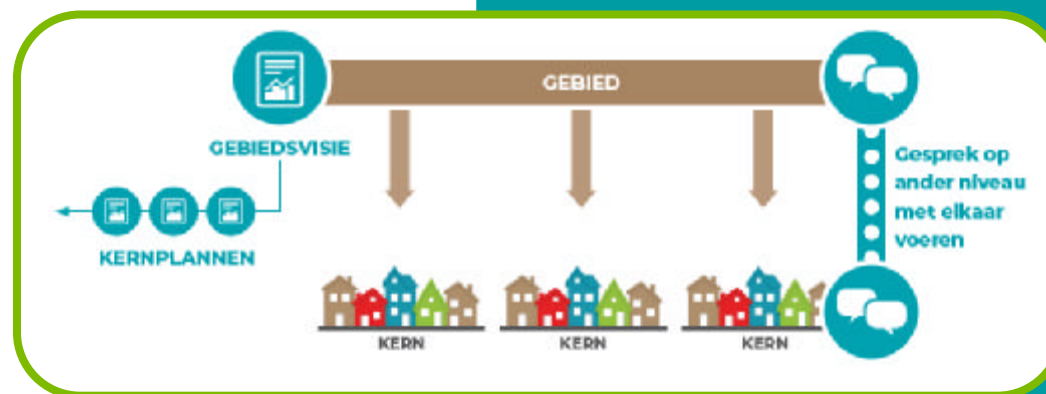 GEBIED
GEBIEDSVISIE
KERNPLANNEN
Gesprek op
ander niveau
met elkaar
voeren
KERN
KERN
KERN